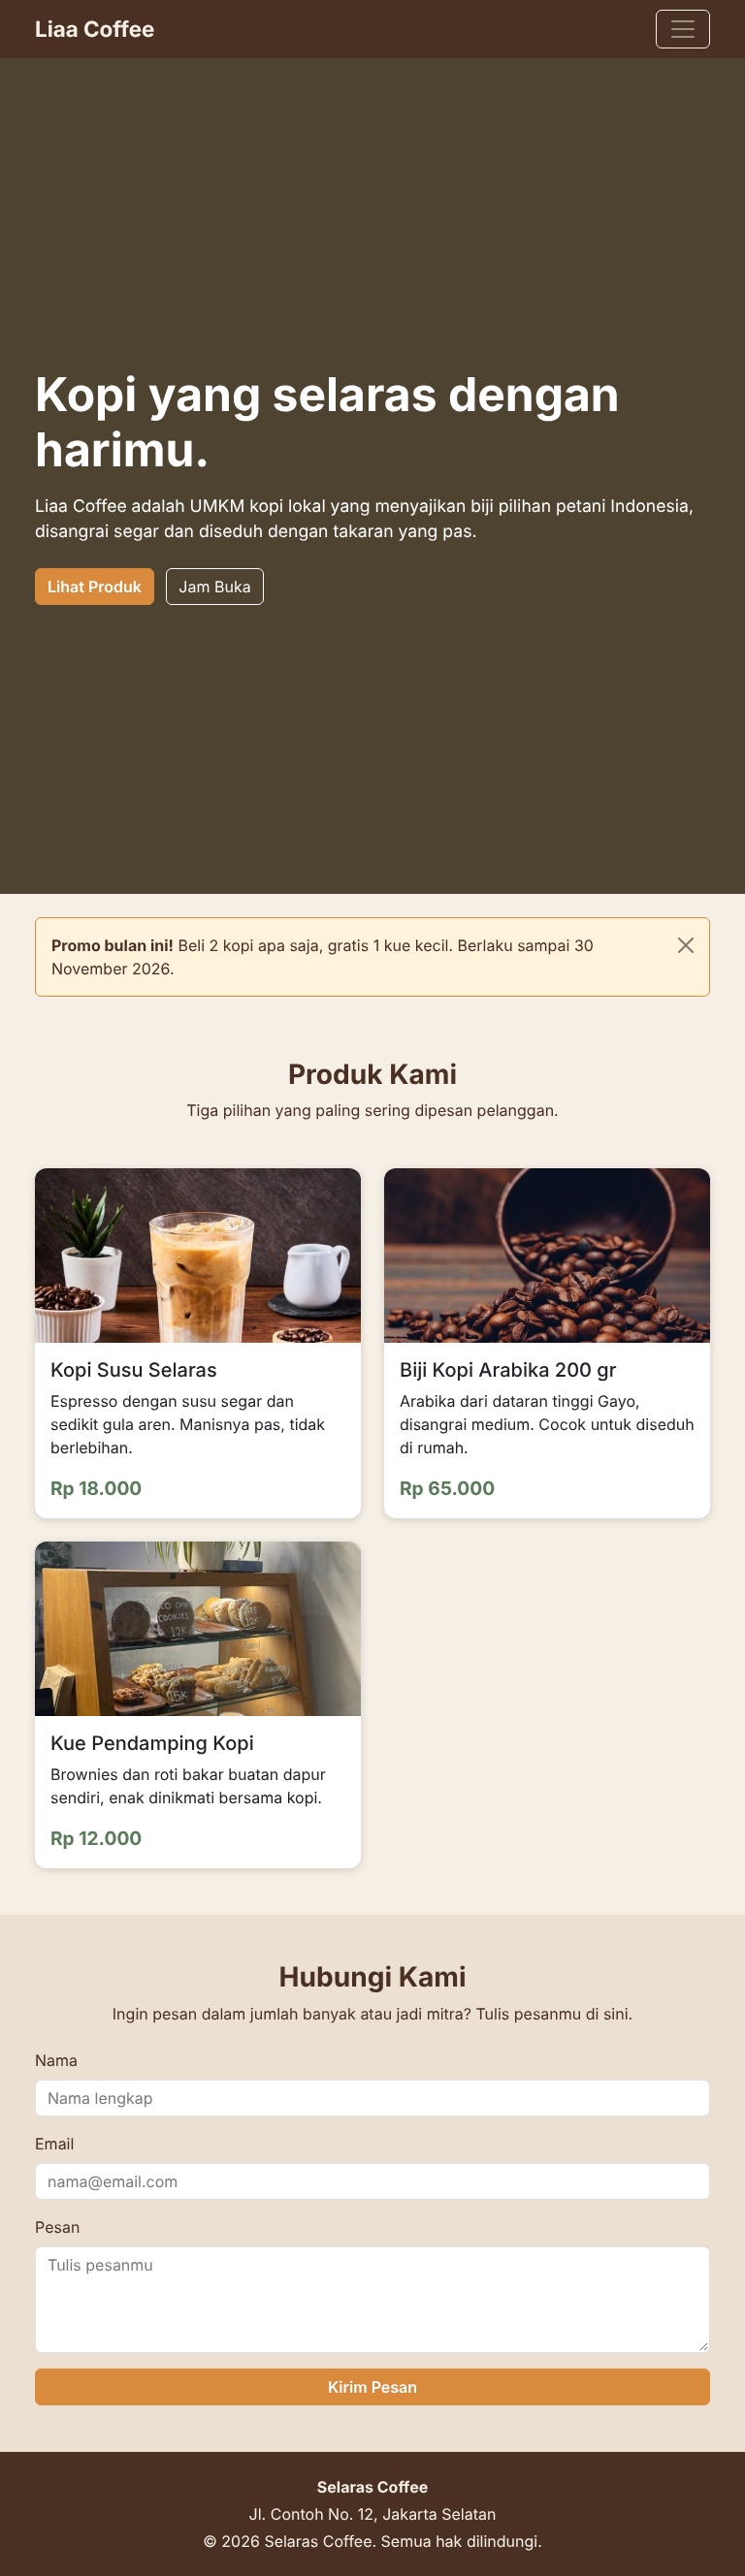 Liaa Coffee
Kopi yang selaras dengan
harimu.
Liaa Coffee adalah UMKM kopi lokal yang menyajikan biji pilihan petani Indonesia,
disangrai segar dan diseduh dengan takaran yang pas.
Lihat Produk
Jam Buka
Promo bulan ini! Beli 2 kopi apa saja, gratis 1 kue kecil. Berlaku sampai 30
November 2026.
Produk Kami
Tiga pilihan yang paling sering dipesan pelanggan.
Kopi Susu Selaras
Espresso dengan susu segar dan
sedikit gula aren. Manisnya pas, tidak
berlebihan.
Rp 18.000
Biji Kopi Arabika 200 gr
Arabika dari dataran tinggi Gayo,
disangrai medium. Cocok untuk diseduh
di rumah.
Rp 65.000
COOKIES
12K
15K
Kue Pendamping Kopi
Brownies dan roti bakar buatan dapur
sendiri, enak dinikmati bersama kopi.
Rp 12.000
Hubungi Kami
Ingin pesan dalam jumlah banyak atau jadi mitra? Tulis pesanmu di sini.
Nama
Nama lengkap
Email
nama@email.com
Pesan
Tulis pesanmu
Kirim Pesan
Selaras Coffee
Jl. Contoh No. 12, Jakarta Selatan
© 2026 Selaras Coffee. Semua hak dilindungi.